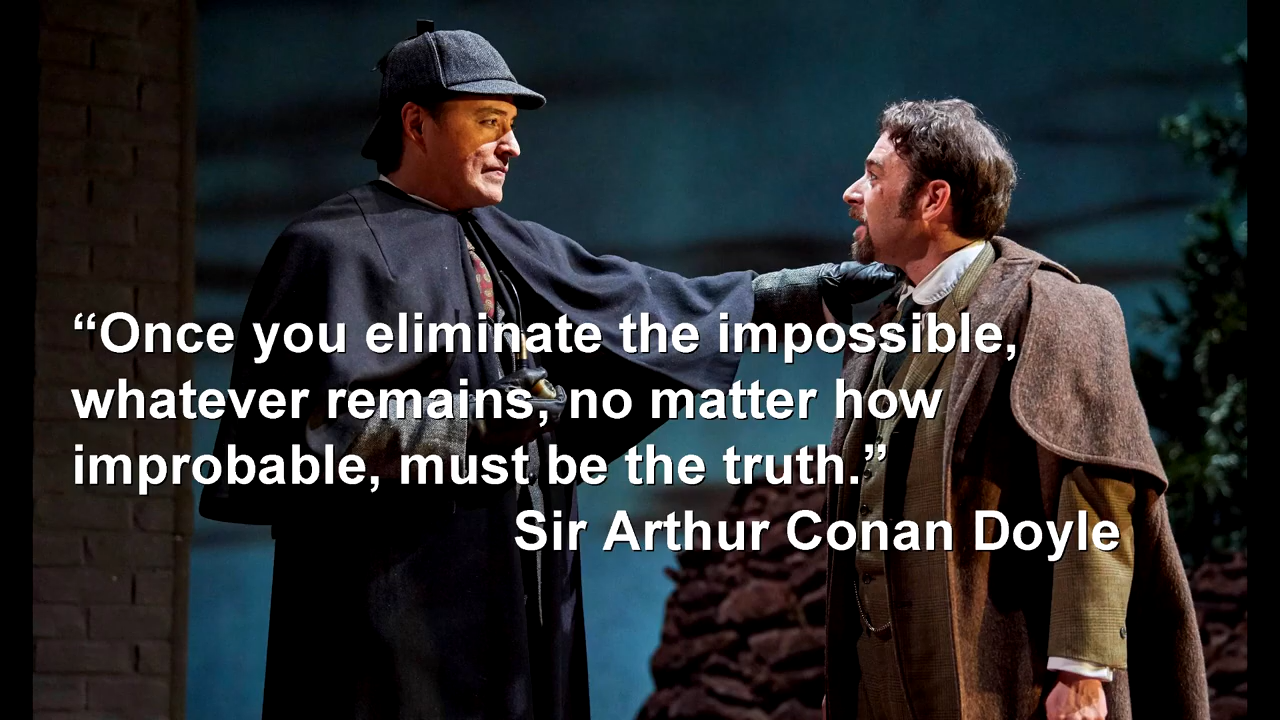 “Once you eliminate the impossible,
whatever remains, no matter how
improbable, must be the truth.”
Sir Arthur Conan Doyle